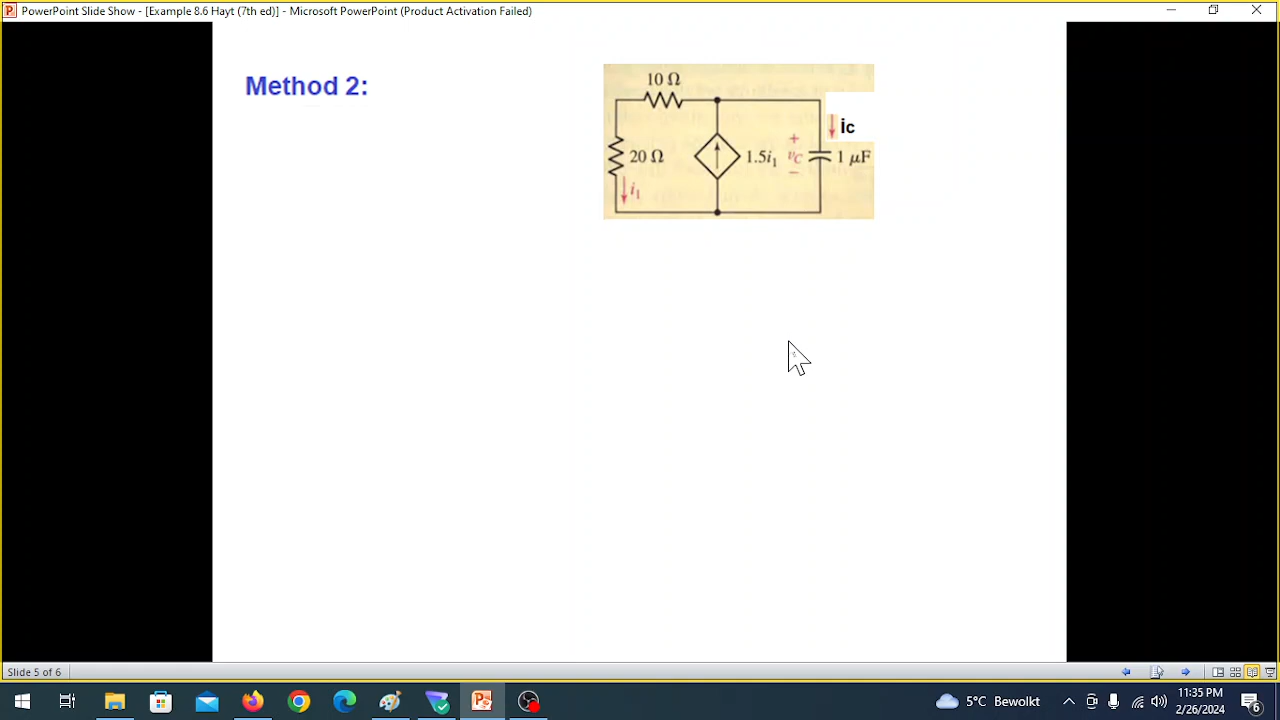 PowerPoint Slide Show - [Example 8.6 Hayt (7th ed)] - Microsoft PowerPoint (Product Activation Failed)
Method 2:
10 Ω
ic
20 Ω
1.5i₁
+
vC
−
1 μF
i₁
Slide 5 of 6
5°C Bewolkt
11:35 PM
2/26/2024
6